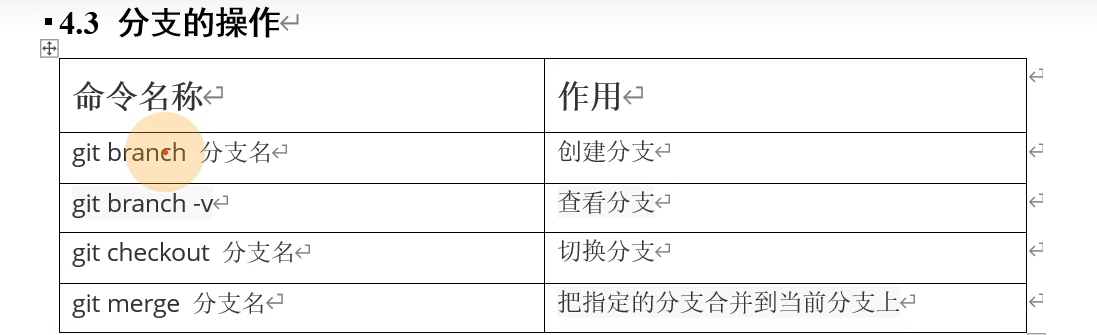 4.3 分支的操作
命令名称 作用
git branch 分支名 创建分支
git branch -v 查看分支
git checkout 分支名 切换分支
git merge 分支名 把指定的分支合并到当前分支上